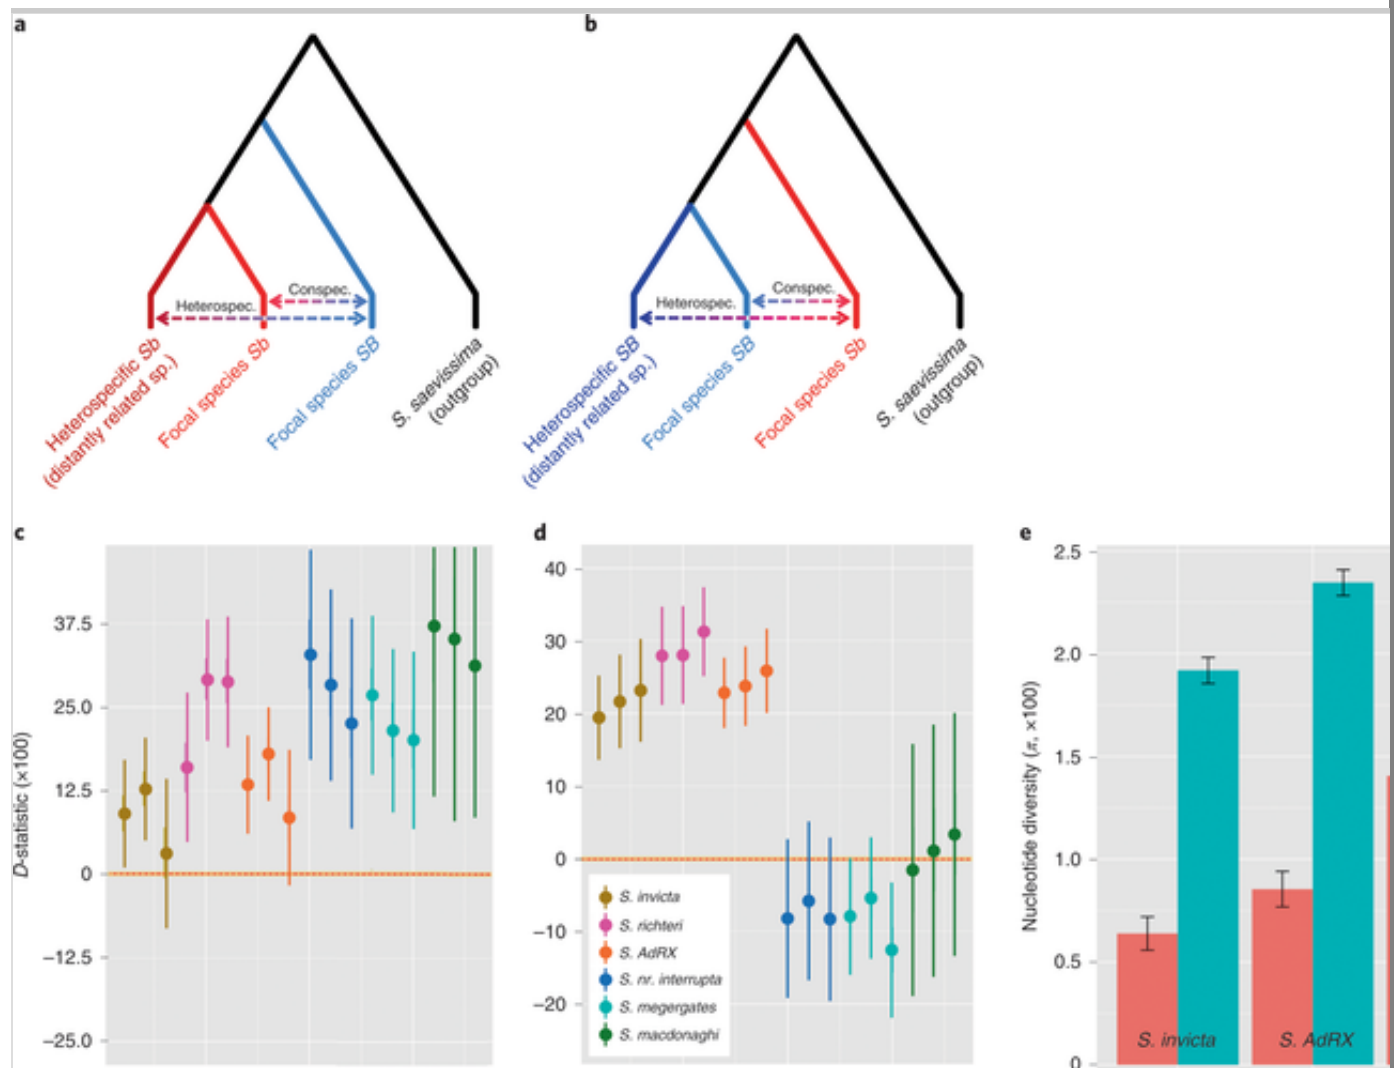 a
b
Conspec.
Heterospec.
Conspec.
Heterospec.
Heterospecific Sb
(distantly related sp.)
Focal species Sb
Focal species SB
S. saevissima
(outgroup)
Heterospecific SB
(distantly related sp.)
Focal species SB
Focal species Sb
S. saevissima
(outgroup)
c
D-statistic (×100)
37.5
25.0
12.5
0
−12.5
−25.0
d
40
30
20
10
0
−10
−20
S. invicta
S. richteri
S. AdRX
S. nr. interrupta
S. megergates
S. macdonaghi
e
Nucleotide diversity (π, ×100)
2.5
2.0
1.5
1.0
0.5
0
S. invicta
S. AdRX